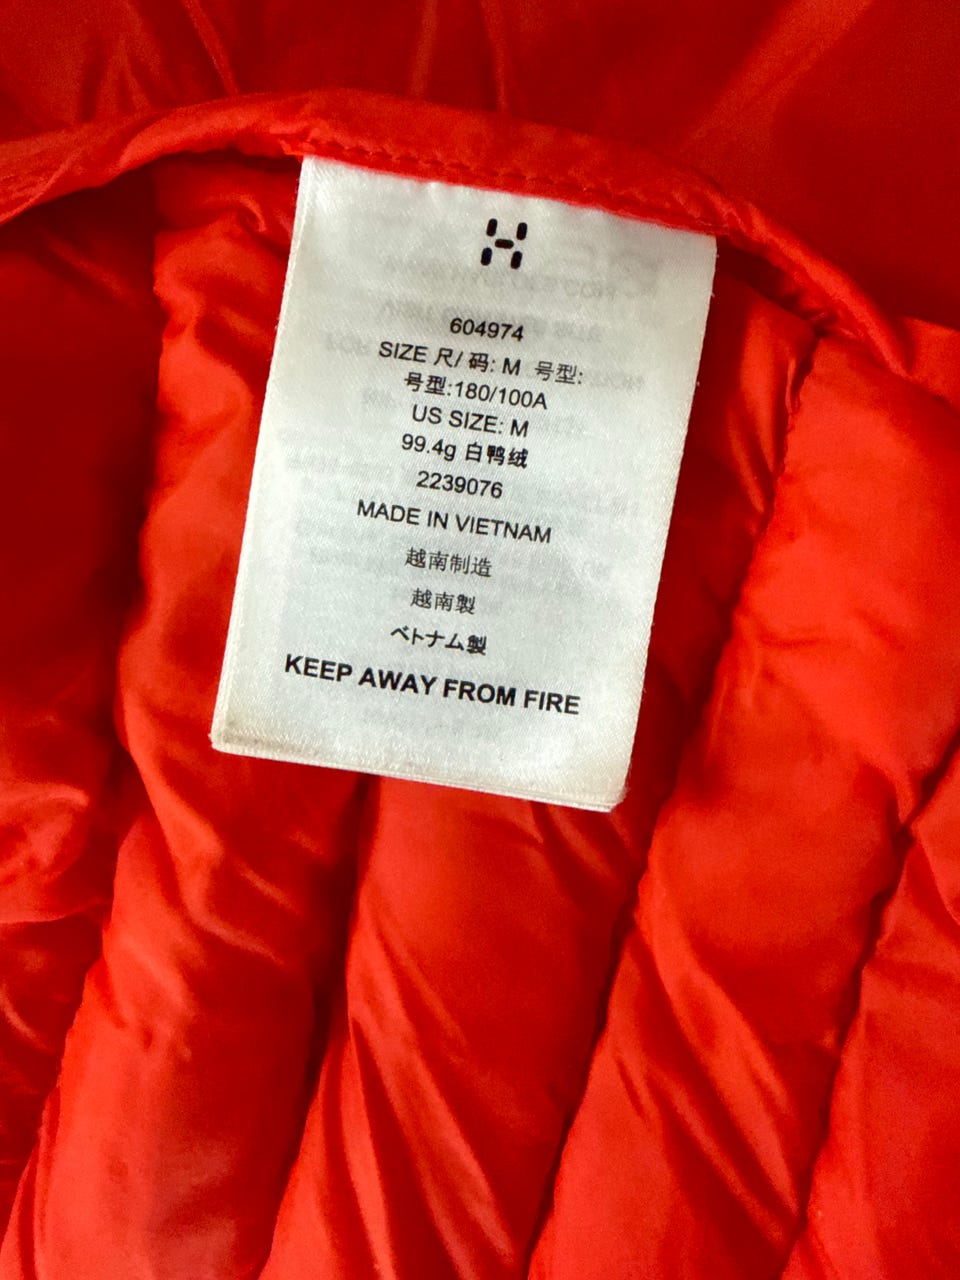 604974
SIZE 尺/ 码: M 号型:
号型:180/100A
US SIZE: M
99.4g 白鸭绒
2239076
MADE IN VIETNAM
越南制造
越南製
ベトナム製
KEEP AWAY FROM FIRE